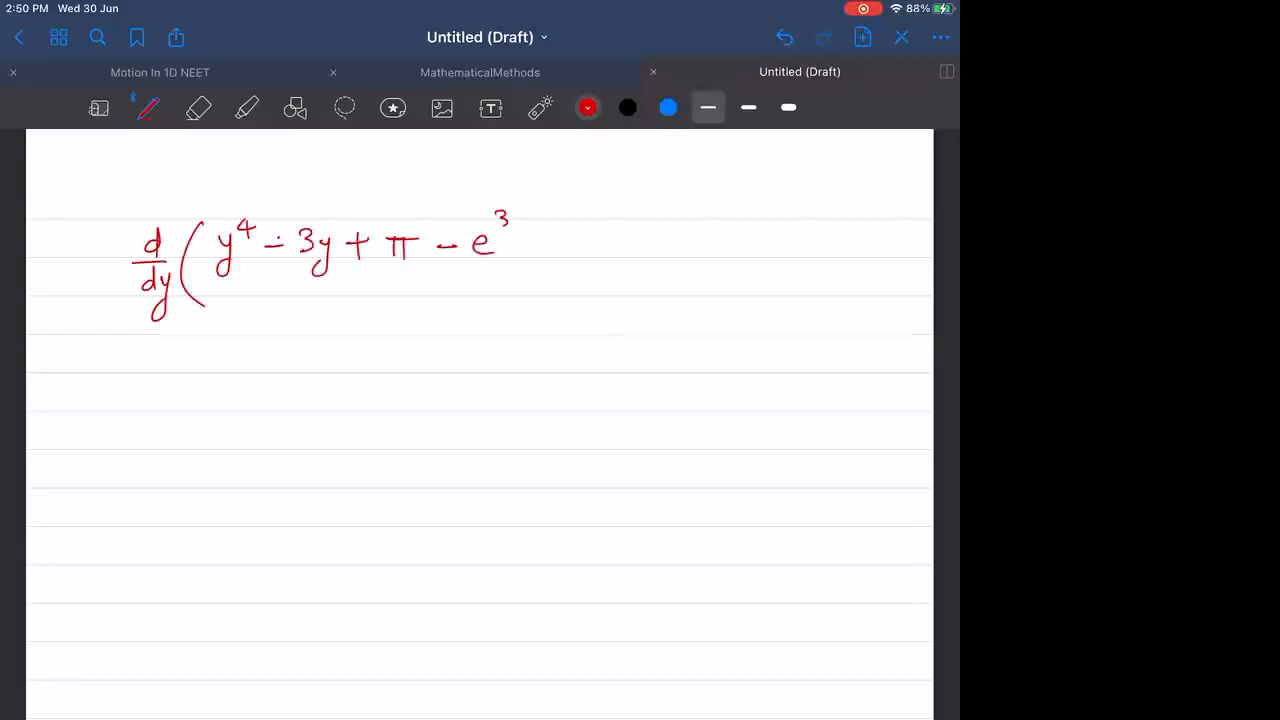 2:50 PM Wed 30 Jun 88%
Untitled (Draft)
Motion In 1D NEET MathematicalMethods Untitled (Draft)
d/dy ( y⁴ - 3y + π - e³